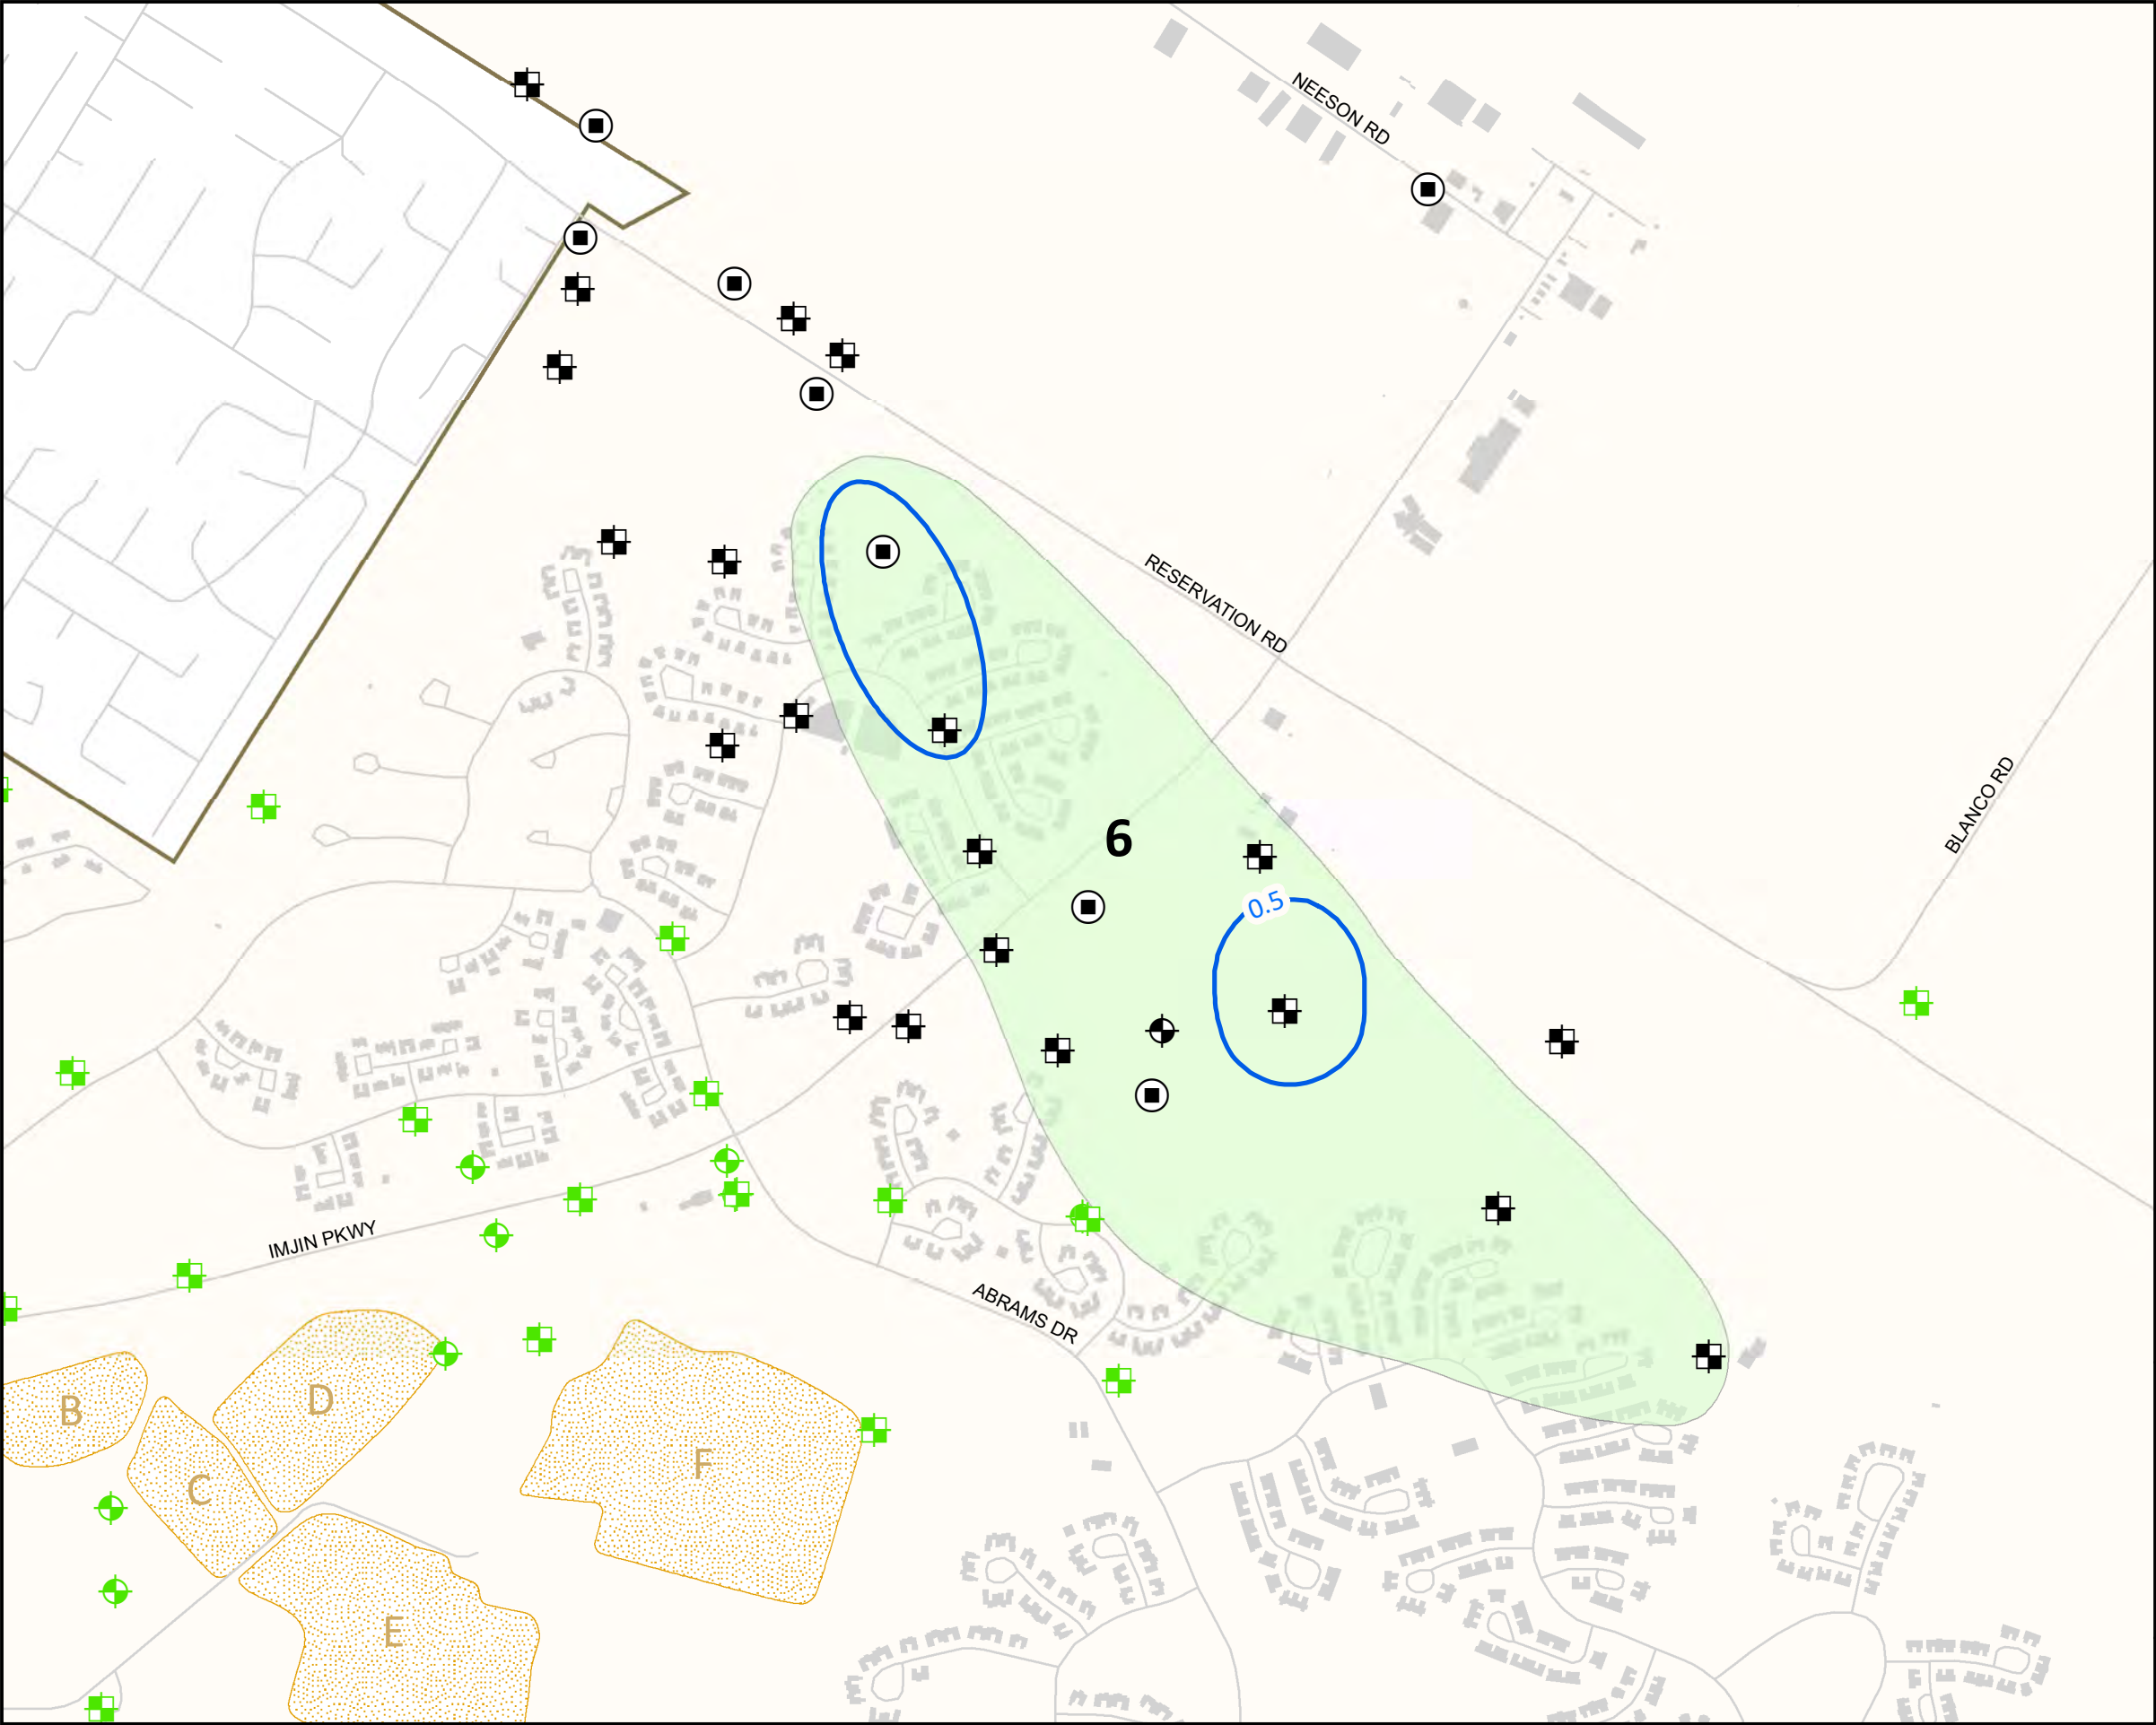 NEESON RD
RESERVATION RD
BLANCO RD
6
0.5
IMJIN PKWY
ABRAMS DR
B
D
C
F
E